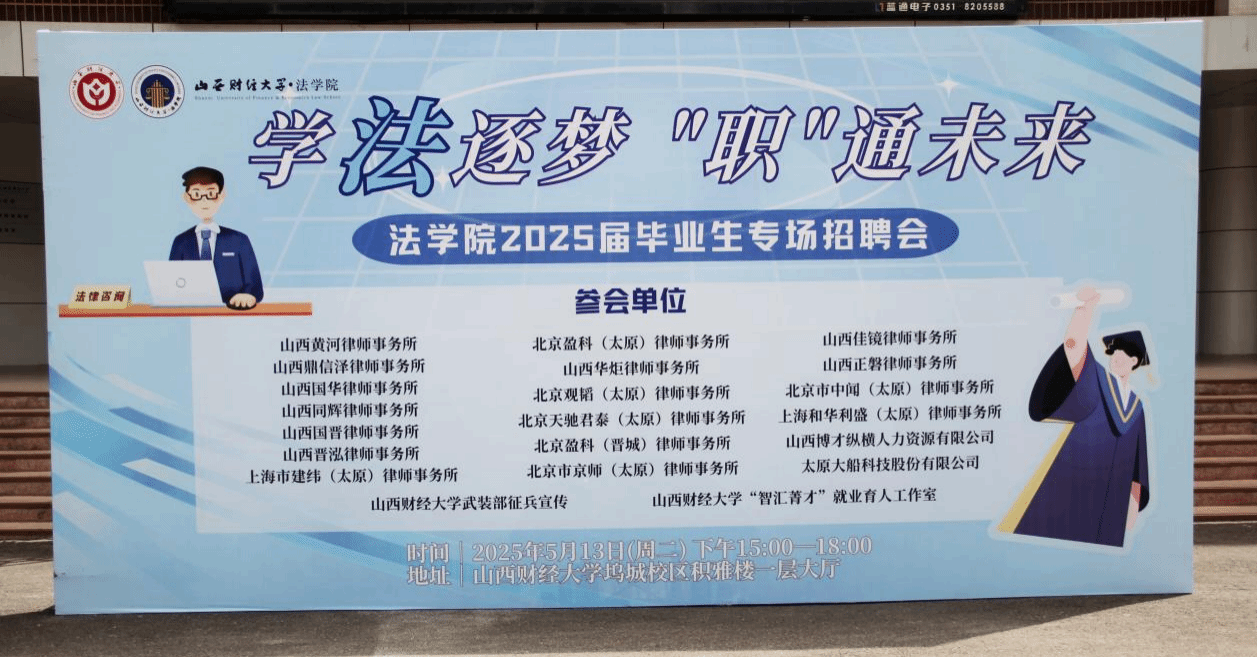 蓝通电子 0351 8205588
山西财经大学·法学院
Shanxi University of Finance & Economics Law School
学法逐梦 "职"通未来
法学院2025届毕业生专场招聘会
法律咨询
参会单位
山西黄河律师事务所
山西鼎信泽律师事务所
山西国华律师事务所
山西同辉律师事务所
山西国晋律师事务所
山西晋泓律师事务所
上海市建纬（太原）律师事务所
北京盈科（太原）律师事务所
山西华炬律师事务所
北京观韬（太原）律师事务所
北京天驰君泰（太原）律师事务所
北京盈科（晋城）律师事务所
北京市京师（太原）律师事务所
山西佳镜律师事务所
山西正磐律师事务所
北京市中闻（太原）律师事务所
上海和华利盛（太原）律师事务所
山西博才纵横人力资源有限公司
太原大船科技股份有限公司
山西财经大学武装部征兵宣传
山西财经大学“智汇菁才”就业育人工作室
时间｜2025年5月13日(周二) 下午15:00—18:00
地址｜山西财经大学坞城校区积雅楼一层大厅